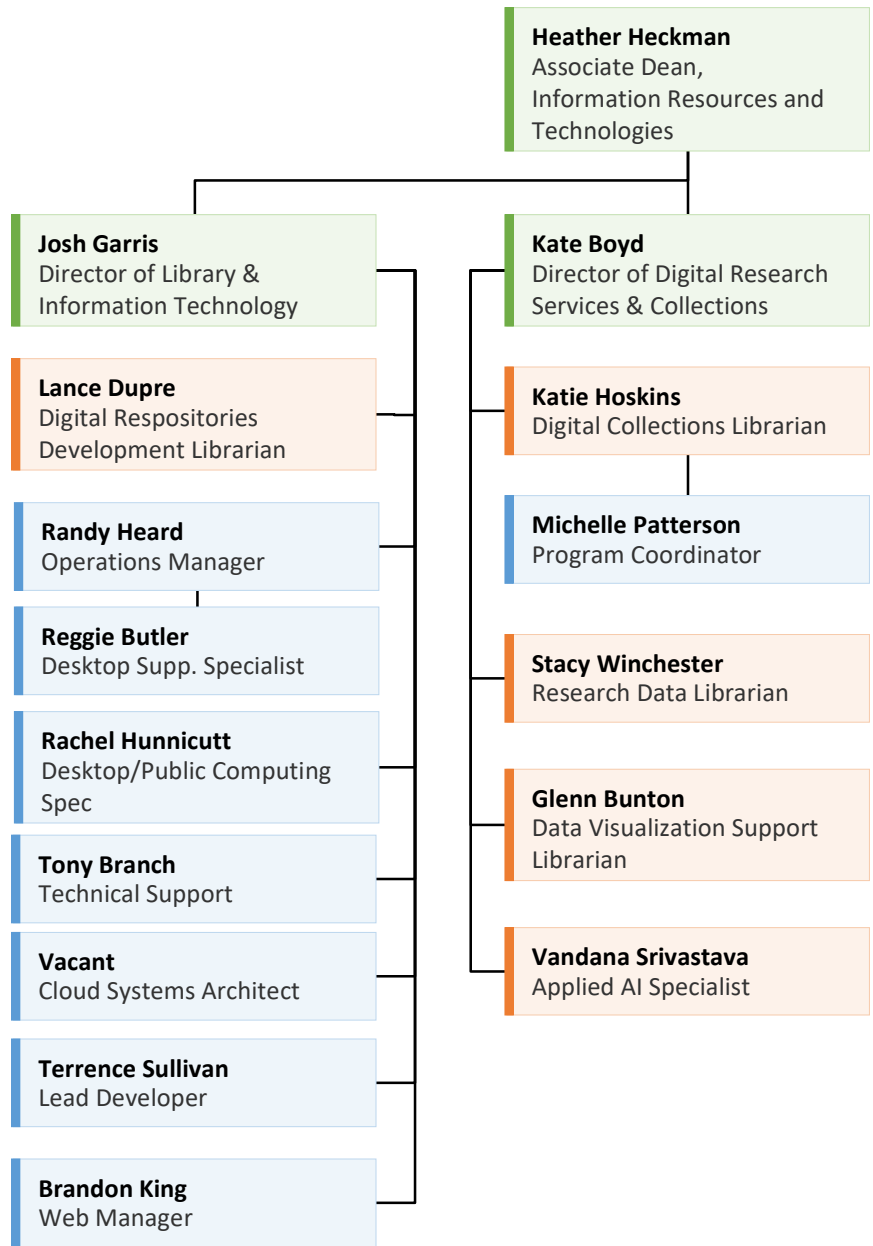 Heather Heckman
Associate Dean,
Information Resources and
Technologies
Josh Garris
Director of Library &
Information Technology
Lance Dupre
Digital Respositories
Development Librarian
Randy Heard
Operations Manager
Reggie Butler
Desktop Supp. Specialist
Rachel Hunnicutt
Desktop/Public Computing
Spec
Tony Branch
Technical Support
Vacant
Cloud Systems Architect
Terrence Sullivan
Lead Developer
Brandon King
Web Manager
Kate Boyd
Director of Digital Research
Services & Collections
Katie Hoskins
Digital Collections Librarian
Michelle Patterson
Program Coordinator
Stacy Winchester
Research Data Librarian
Glenn Bunton
Data Visualization Support
Librarian
Vandana Srivastava
Applied AI Specialist